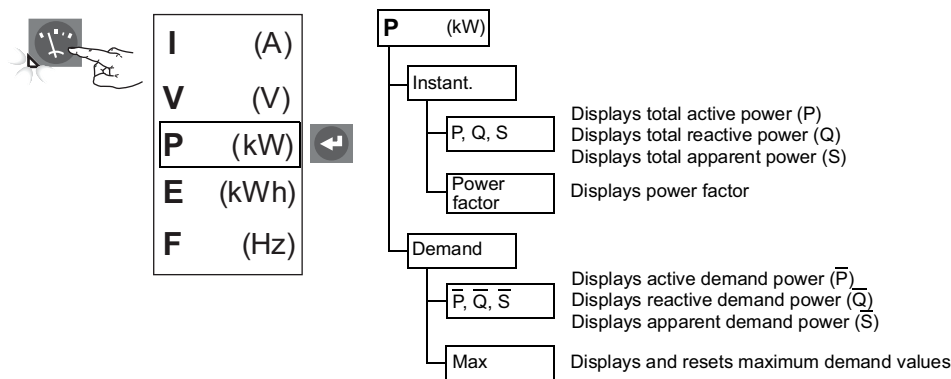 I (A)
V (V)
P (kW)
E (kWh)
F (Hz)
P (kW)
Instant.
P, Q, S
Displays total active power (P)
Displays total reactive power (Q)
Displays total apparent power (S)
Power
factor
Displays power factor
Demand
P̅, Q̅, S̅
Displays active demand power (P̅)
Displays reactive demand power (Q̅)
Displays apparent demand power (S̅)
Max
Displays and resets maximum demand values